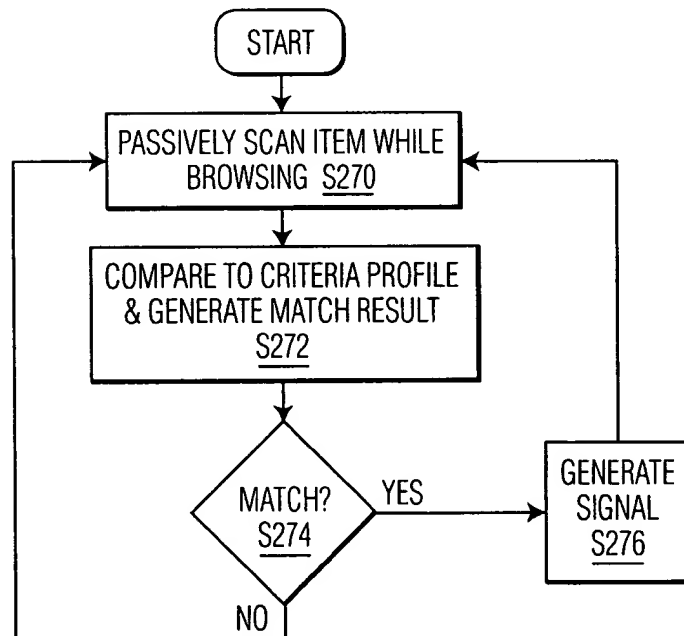 START
PASSIVELY SCAN ITEM WHILE
BROWSING S270
COMPARE TO CRITERIA PROFILE
& GENERATE MATCH RESULT
S272
MATCH?
S274
YES
GENERATE
SIGNAL
S276
NO